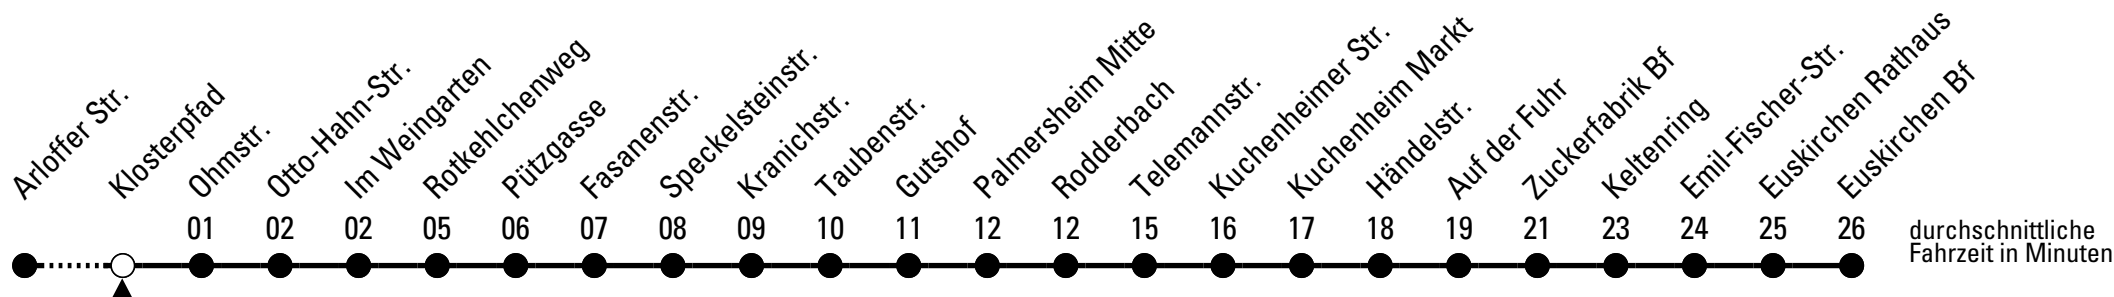 Arloffer Str.
Klosterpfad
Ohmstr.
Otto-Hahn-Str.
Im Weingarten
Rotkehlchenweg
Pützgasse
Fasanenstr.
Speckelsteinstr.
Kranichstr.
Taubenstr.
Gutshof
Palmersheim Mitte
Rodderbach
Telemannstr.
Kuchenheimer Str.
Kuchenheim Markt
Händelstr.
Auf der Fuhr
Zuckerfabrik Bf
Keltenring
Emil-Fischer-Str.
Euskirchen Rathaus
Euskirchen Bf
01 02 02 05 06 07 08 09 10 11 12 12 15 16 17 18 19 21 23 24 25 26
durchschnittliche
Fahrzeit in Minuten